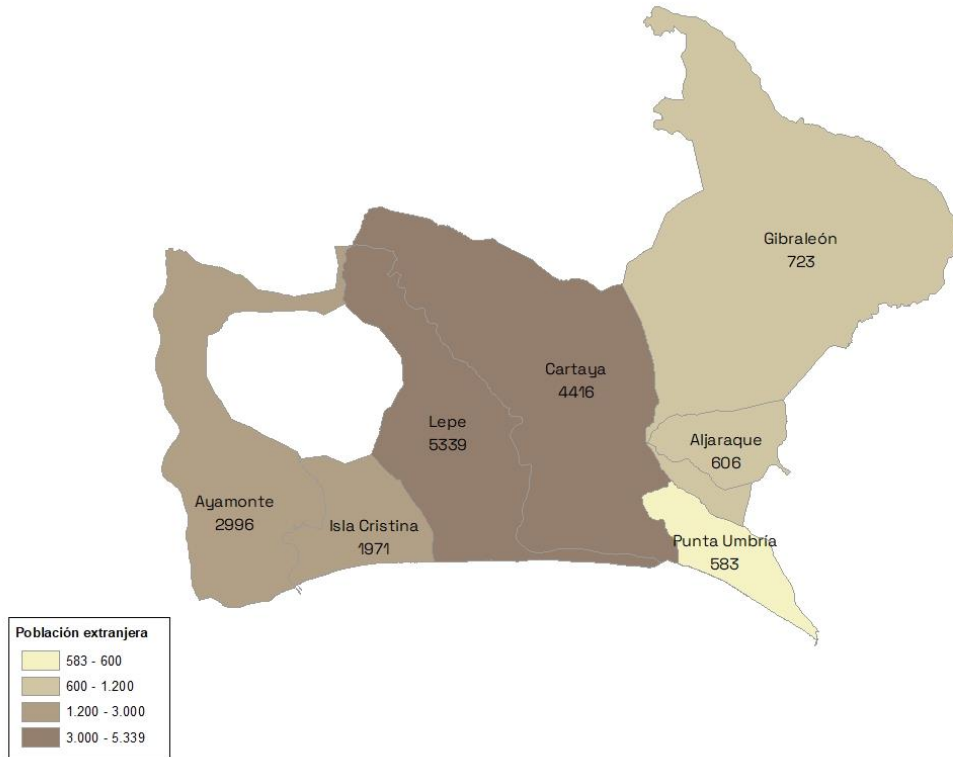 Gibraleón
723
Cartaya
4416
Lepe
5339
Aljaraque
606
Ayamonte
2996
Isla Cristina
1971
Punta Umbría
583
Población extranjera
583 - 600
600 - 1.200
1.200 - 3.000
3.000 - 5.339